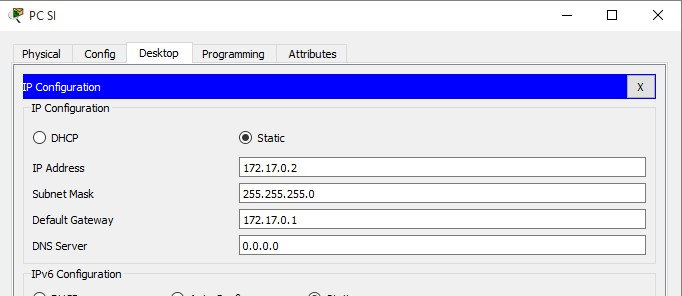 PC SI
Physical Config Desktop Programming Attributes
IP Configuration X
IP Configuration
DHCP Static
IP Address 172.17.0.2
Subnet Mask 255.255.255.0
Default Gateway 172.17.0.1
DNS Server 0.0.0.0
IPv6 Configuration